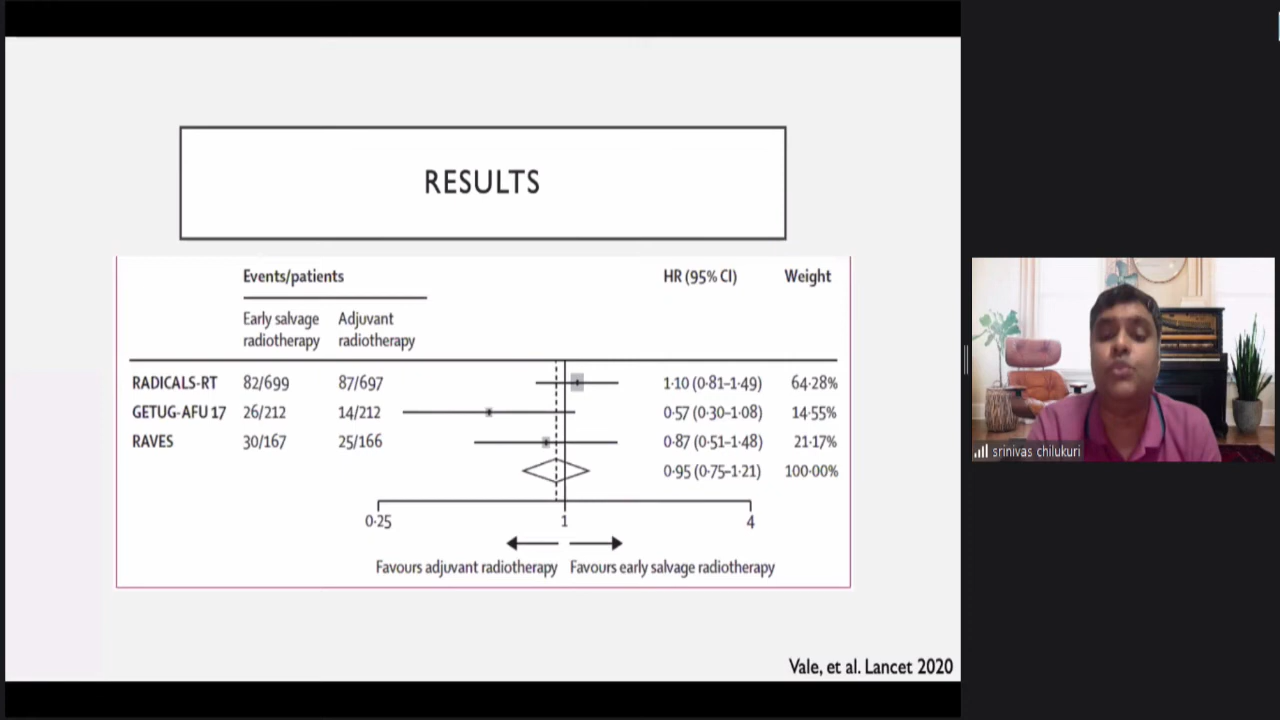 RESULTS
Events/patients HR (95% CI) Weight
Early salvage radiotherapy Adjuvant radiotherapy
RADICALS-RT 82/699 87/697 1·10 (0·81–1·49) 64·28%
GETUG-AFU 17 26/212 14/212 0·57 (0·30–1·08) 14·55%
RAVES 30/167 25/166 0·87 (0·51–1·48) 21·17%
0·95 (0·75–1·21) 100·00%
0·25 1 4
Favours adjuvant radiotherapy Favours early salvage radiotherapy
Vale, et al. Lancet 2020
srinivas chilukuri